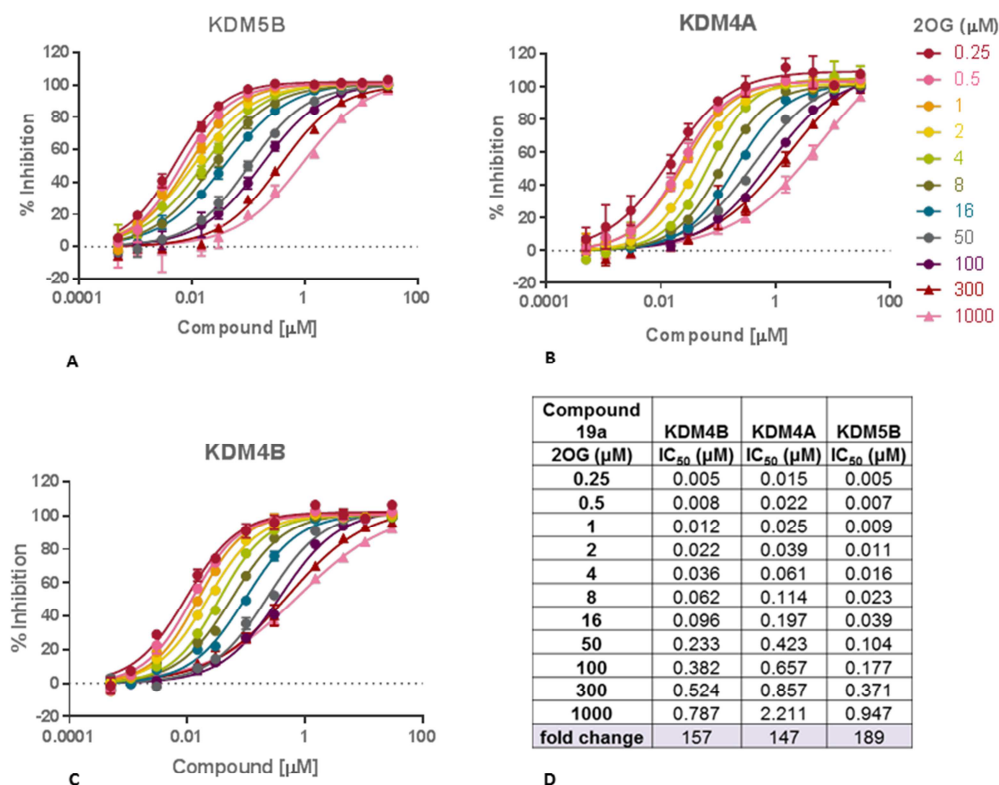 KDM5B
120
100
80
60
40
20
0
-20
% Inhibition
0.0001 0.01 1 100
Compound [µM]
A
KDM4A
120
100
80
60
40
20
0
-20
% Inhibition
0.0001 0.01 1 100
Compound [µM]
B
2OG (µM)
0.25
0.5
1
2
4
8
16
50
100
300
1000
KDM4B
120
100
80
60
40
20
0
-20
% Inhibition
0.0001 0.01 1 100
Compound [µM]
C
Compound
19a KDM4B KDM4A KDM5B
2OG (µM) IC50 (µM) IC50 (µM) IC50 (µM)
0.25 0.005 0.015 0.005
0.5 0.008 0.022 0.007
1 0.012 0.025 0.009
2 0.022 0.039 0.011
4 0.036 0.061 0.016
8 0.062 0.114 0.023
16 0.096 0.197 0.039
50 0.233 0.423 0.104
100 0.382 0.657 0.177
300 0.524 0.857 0.371
1000 0.787 2.211 0.947
fold change 157 147 189
D